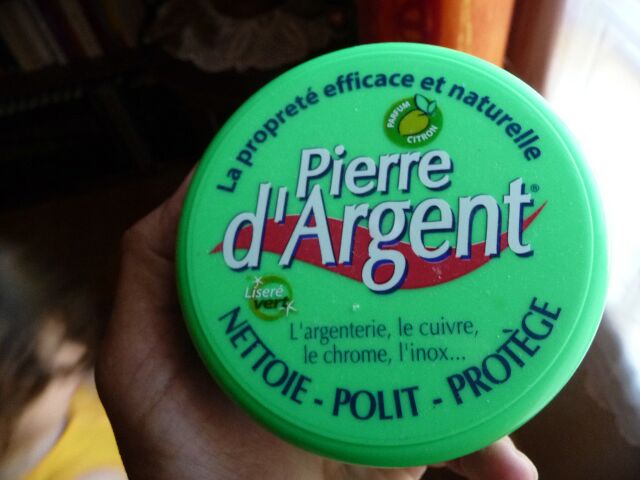 La propreté efficace et naturelle
PARFUM
CITRON
Pierre
d'Argent®
Liseré
vert
L'argenterie, le cuivre,
le chrome, l'inox...
NETTOIE - POLIT - PROTÈGE